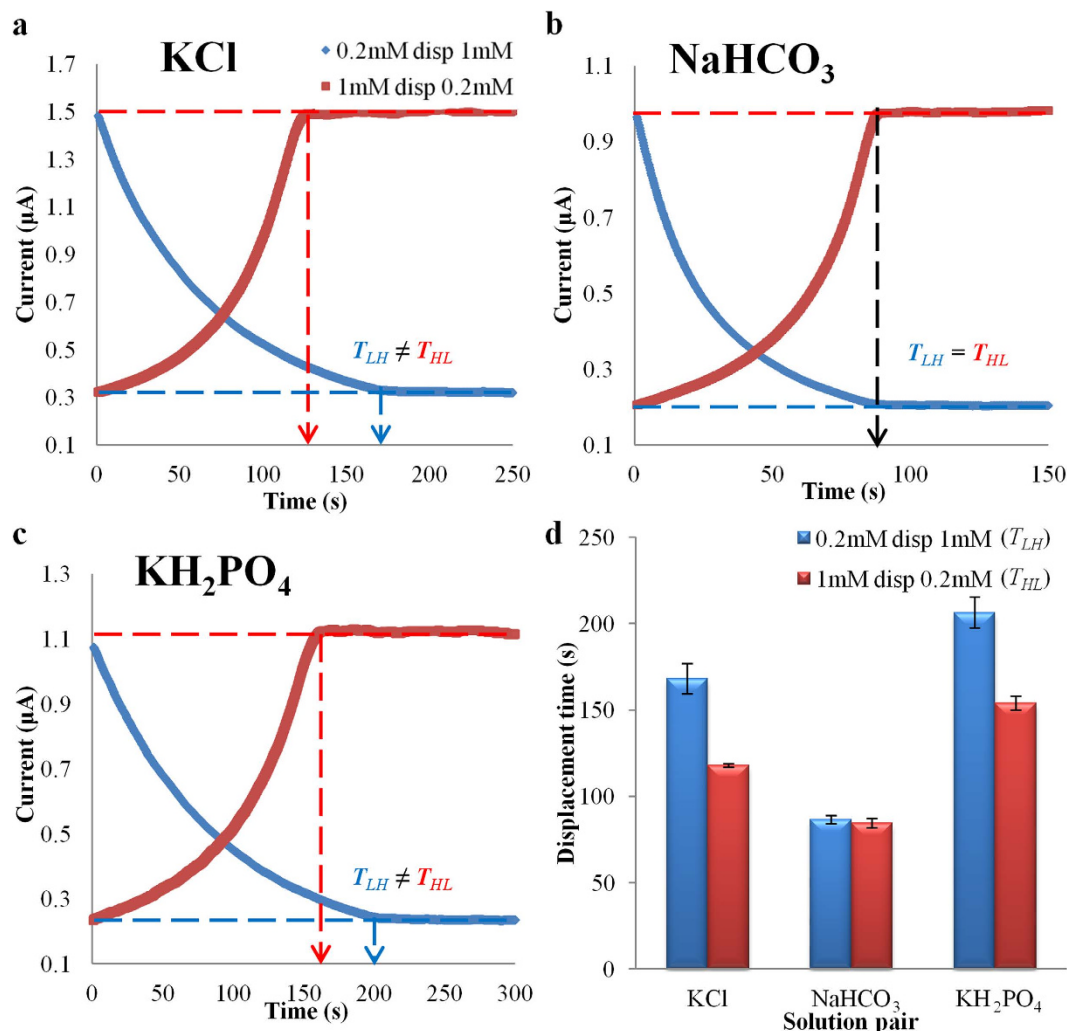 a
KCl
0.2mM disp 1mM
1mM disp 0.2mM
1.7
1.5
1.3
1.1
0.9
0.7
0.5
0.3
0.1
Current (μA)
T_LH ≠ T_HL
0 50 100 150 200 250
Time (s)
b
NaHCO₃
1.1
0.9
0.7
0.5
0.3
0.1
Current (μA)
T_LH = T_HL
0 50 100 150
Time (s)
c
KH₂PO₄
1.3
1.1
0.9
0.7
0.5
0.3
0.1
Current (μA)
T_LH ≠ T_HL
0 50 100 150 200 250 300
Time (s)
d
0.2mM disp 1mM (T_LH)
1mM disp 0.2mM (T_HL)
250
200
150
100
50
0
Displacement time (s)
KCl NaHCO₃ KH₂PO₄
Solution pair